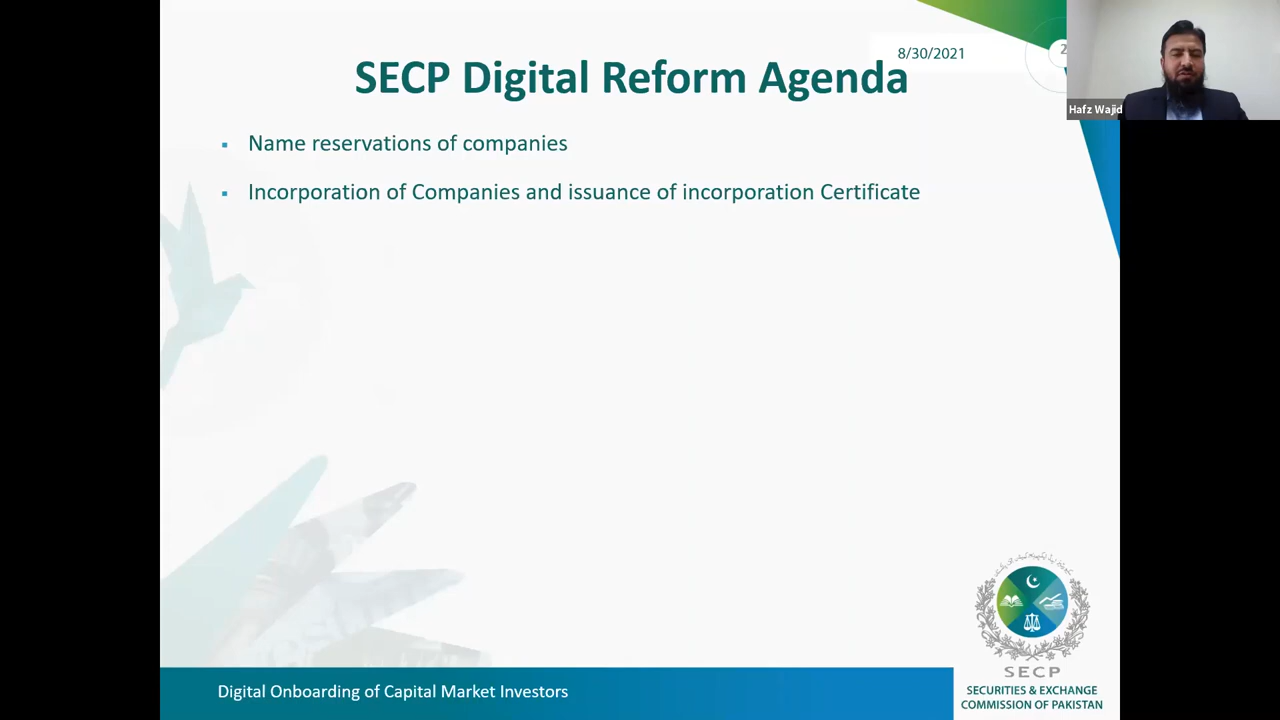 8/30/2021
2
SECP Digital Reform Agenda
Hafz Wajid
▪ Name reservations of companies
▪ Incorporation of Companies and issuance of incorporation Certificate
SECP
SECURITIES & EXCHANGE
COMMISSION OF PAKISTAN
Digital Onboarding of Capital Market Investors